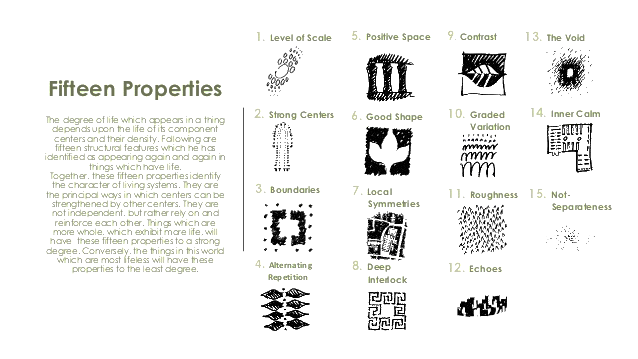 Fifteen Properties
The degree of life which appears in a thing
depends upon the life of its component
centers and their density. Following are
fifteen structural features which he has
identified as appearing again and again in
things which have life.
Together, these fifteen properties identify
the character of living systems. They are
the principal ways in which centers can be
strengthened by other centers. They are
not independent, but rather rely on and
reinforce each other. Things which are
more whole, which exhibit more life, will
have these fifteen properties to a strong
degree. Conversely, the things in this world
which are most lifeless will have these
properties to the least degree.
1. Level of Scale
2. Strong Centers
3. Boundaries
4. Alternating
Repetition
5. Positive Space
6. Good Shape
7. Local
Symmetries
8. Deep
Interlock
9. Contrast
10. Graded
Variation
11. Roughness
12. Echoes
13. The Void
14. Inner Calm
15. Not-
Separateness